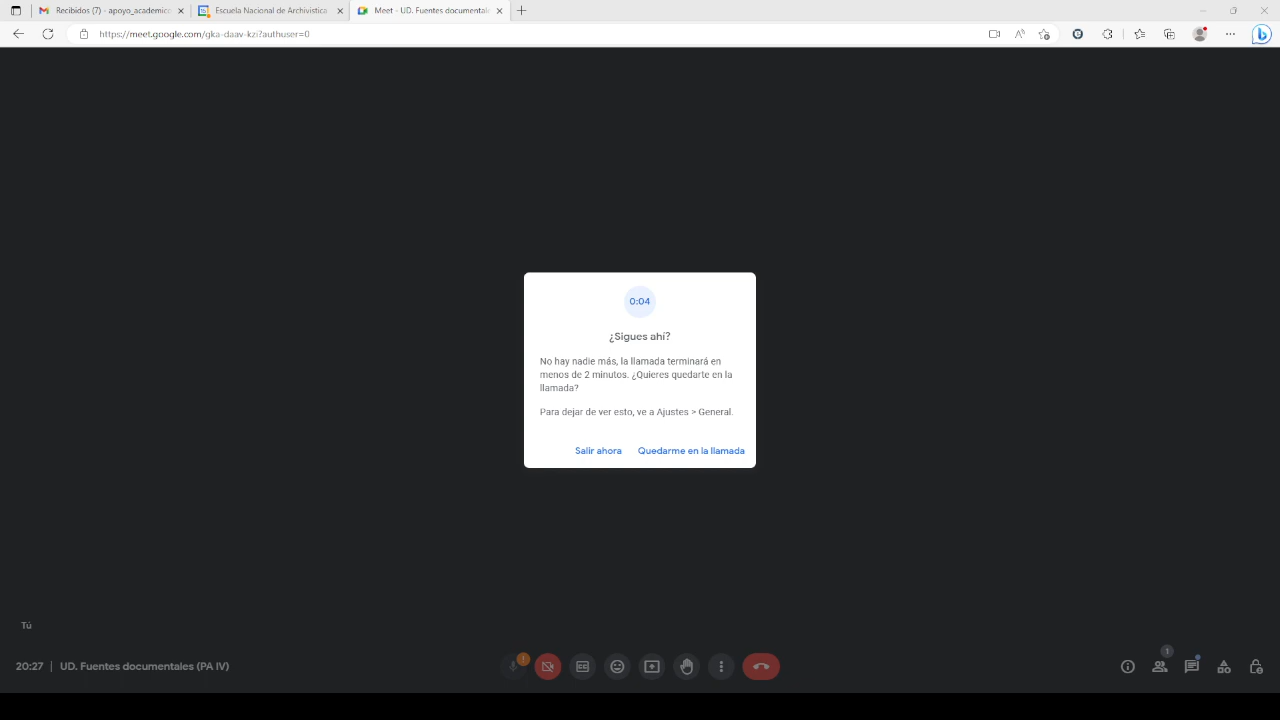 Recibidos (7) - apoyo_academico
Escuela Nacional de Archivística
Meet - UD. Fuentes documentale
https://meet.google.com/gka-daav-kzi?authuser=0
0:04
¿Sigues ahí?
No hay nadie más, la llamada terminará en
menos de 2 minutos. ¿Quieres quedarte en la
llamada?
Para dejar de ver esto, ve a Ajustes > General.
Salir ahora
Quedarme en la llamada
Tú
20:27 | UD. Fuentes documentales (PA IV)
1